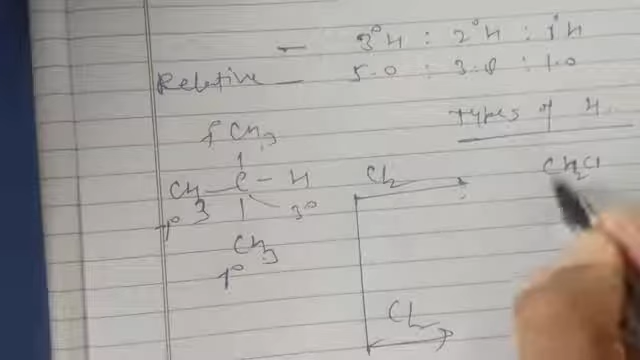 — 3°H : 2°H : 1°H
Relative — 5.0 : 3.8 : 1.0
Types of H.
1° CH3
CH3 — C — H Cl2 CH2Cl
1° 3°
CH3
1°
Cl2